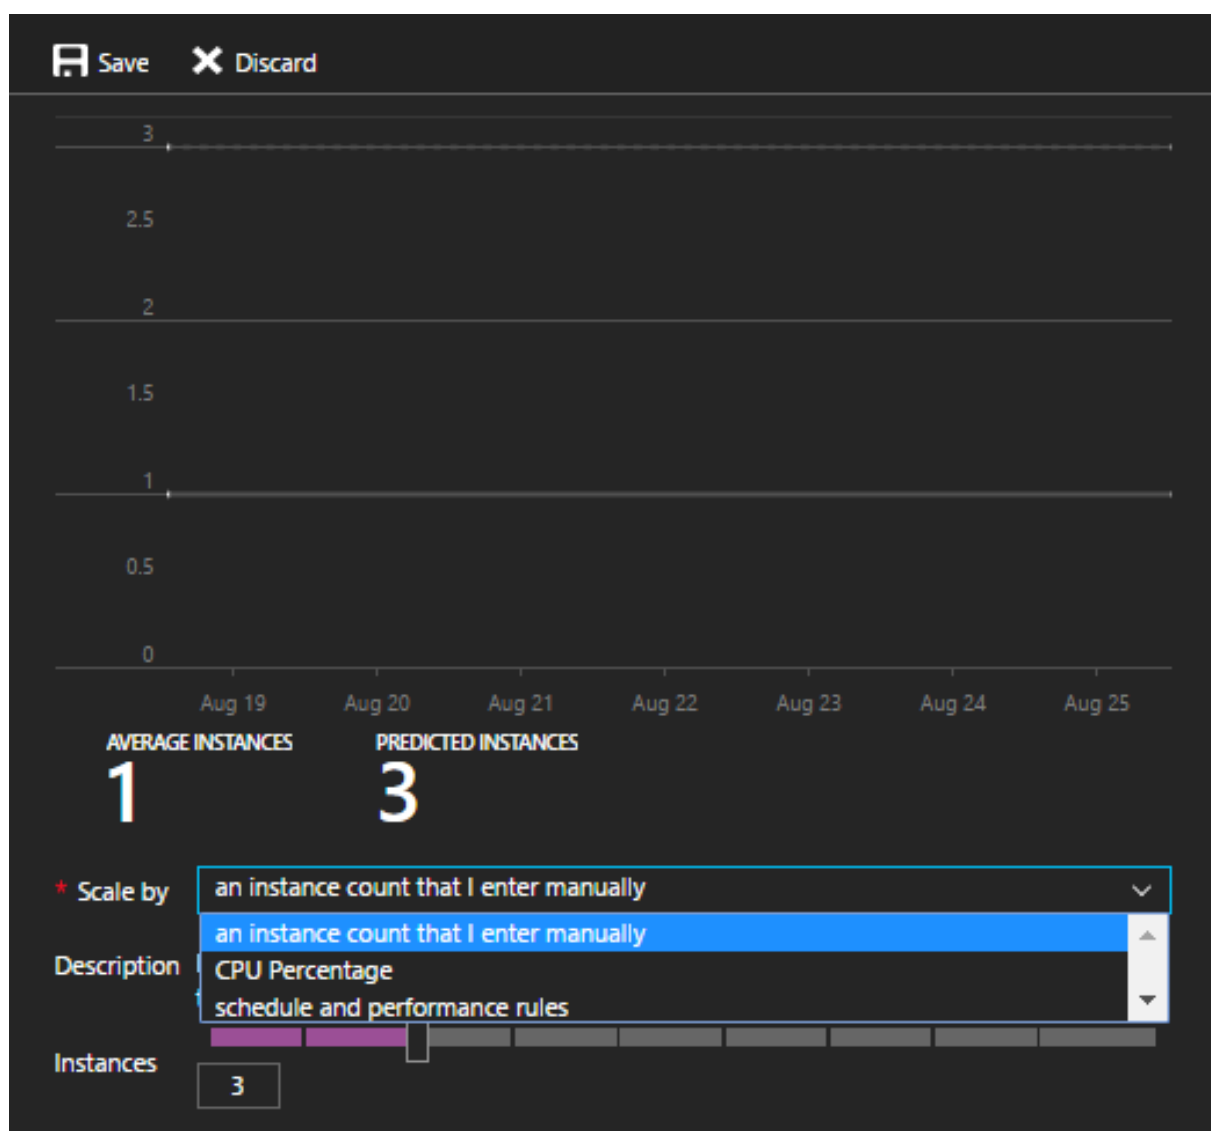 Save Discard
3
2.5
2
1.5
1
0.5
0
Aug 19 Aug 20 Aug 21 Aug 22 Aug 23 Aug 24 Aug 25
AVERAGE INSTANCES PREDICTED INSTANCES
1 3
* Scale by an instance count that I enter manually
an instance count that I enter manually
Description CPU Percentage
schedule and performance rules
Instances
3